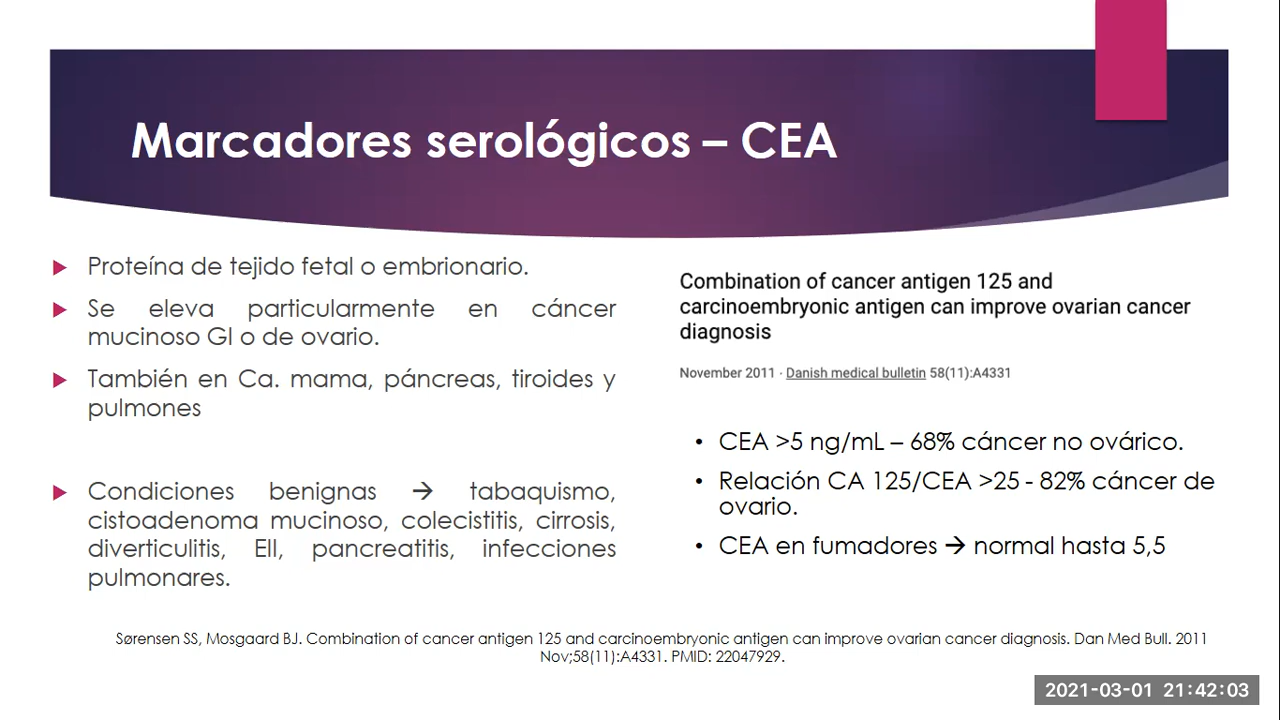 Marcadores serológicos – CEA
Proteína de tejido fetal o embrionario.
Se eleva particularmente en cáncer
mucinoso GI o de ovario.
También en Ca. mama, páncreas, tiroides y
pulmones
Condiciones benignas → tabaquismo,
cistoadenoma mucinoso, colecistitis, cirrosis,
diverticulitis, EII, pancreatitis, infecciones
pulmonares.
Combination of cancer antigen 125 and
carcinoembryonic antigen can improve ovarian cancer
diagnosis
November 2011 · Danish medical bulletin 58(11):A4331
• CEA >5 ng/mL – 68% cáncer no ovárico.
• Relación CA 125/CEA >25 - 82% cáncer de
ovario.
• CEA en fumadores → normal hasta 5,5
Sørensen SS, Mosgaard BJ. Combination of cancer antigen 125 and carcinoembryonic antigen can improve ovarian cancer diagnosis. Dan Med Bull. 2011
Nov;58(11):A4331. PMID: 22047929.
2021-03-01 21:42:03